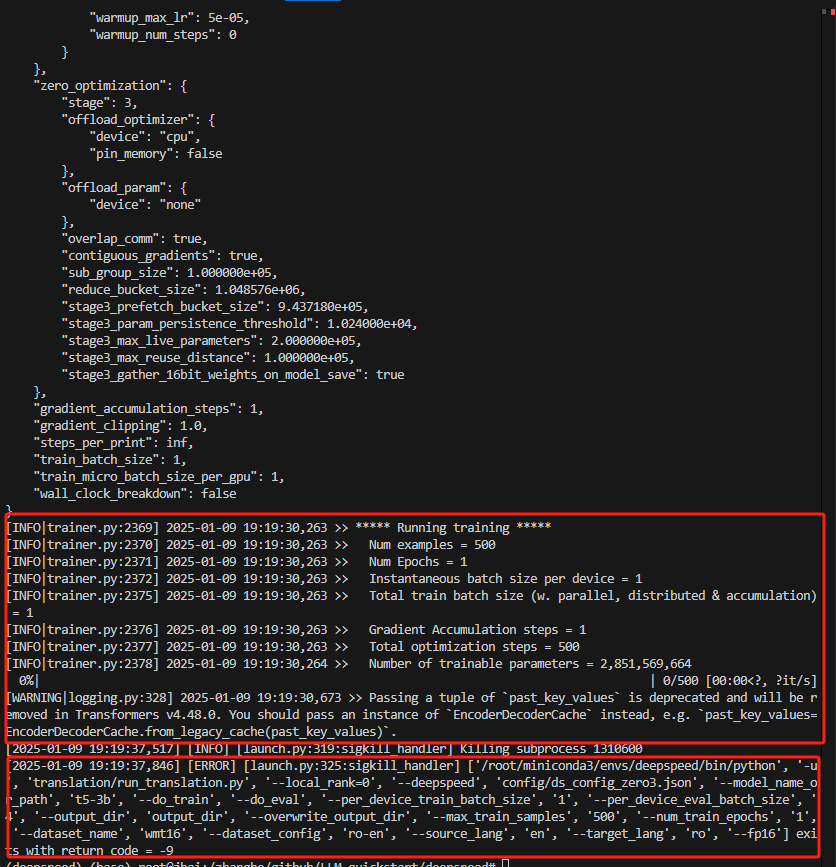 "warmup_max_lr": 5e-05,
"warmup_num_steps": 0
}
},
"zero_optimization": {
"stage": 3,
"offload_optimizer": {
"device": "cpu",
"pin_memory": false
},
"offload_param": {
"device": "none"
},
"overlap_comm": true,
"contiguous_gradients": true,
"sub_group_size": 1.000000e+05,
"reduce_bucket_size": 1.048576e+06,
"stage3_prefetch_bucket_size": 9.437180e+05,
"stage3_param_persistence_threshold": 1.024000e+04,
"stage3_max_live_parameters": 2.000000e+05,
"stage3_max_reuse_distance": 1.000000e+05,
"stage3_gather_16bit_weights_on_model_save": true
},
"gradient_accumulation_steps": 1,
"gradient_clipping": 1.0,
"steps_per_print": inf,
"train_batch_size": 1,
"train_micro_batch_size_per_gpu": 1,
"wall_clock_breakdown": false
}
[INFO|trainer.py:2369] 2025-01-09 19:19:30,263 >> ***** Running training *****
[INFO|trainer.py:2370] 2025-01-09 19:19:30,263 >>   Num examples = 500
[INFO|trainer.py:2371] 2025-01-09 19:19:30,263 >>   Num Epochs = 1
[INFO|trainer.py:2372] 2025-01-09 19:19:30,263 >>   Instantaneous batch size per device = 1
[INFO|trainer.py:2375] 2025-01-09 19:19:30,263 >>   Total train batch size (w. parallel, distributed & accumulation)
= 1
[INFO|trainer.py:2376] 2025-01-09 19:19:30,263 >>   Gradient Accumulation steps = 1
[INFO|trainer.py:2377] 2025-01-09 19:19:30,263 >>   Total optimization steps = 500
[INFO|trainer.py:2378] 2025-01-09 19:19:30,264 >>   Number of trainable parameters = 2,851,569,664
0%| | 0/500 [00:00<?, ?it/s]
[WARNING|logging.py:328] 2025-01-09 19:19:30,673 >> Passing a tuple of `past_key_values` is deprecated and will be r
emoved in Transformers v4.48.0. You should pass an instance of `EncoderDecoderCache` instead, e.g. `past_key_values=
EncoderDecoderCache.from_legacy_cache(past_key_values)`.
[2025-01-09 19:19:37,517] [INFO] [launch.py:319:sigkill_handler] Killing subprocess 1310600
[2025-01-09 19:19:37,846] [ERROR] [launch.py:325:sigkill_handler] ['/root/miniconda3/envs/deepspeed/bin/python', '-u
', 'translation/run_translation.py', '--local_rank=0', '--deepspeed', 'config/ds_config_zero3.json', '--model_name_o
r_path', 't5-3b', '--do_train', '--do_eval', '--per_device_train_batch_size', '1', '--per_device_eval_batch_size', '
4', '--output_dir', 'output_dir', '--overwrite_output_dir', '--max_train_samples', '500', '--num_train_epochs', '1',
'--dataset_name', 'wmt16', '--dataset_config', 'ro-en', '--source_lang', 'en', '--target_lang', 'ro', '--fp16'] exi
ts with return code = -9